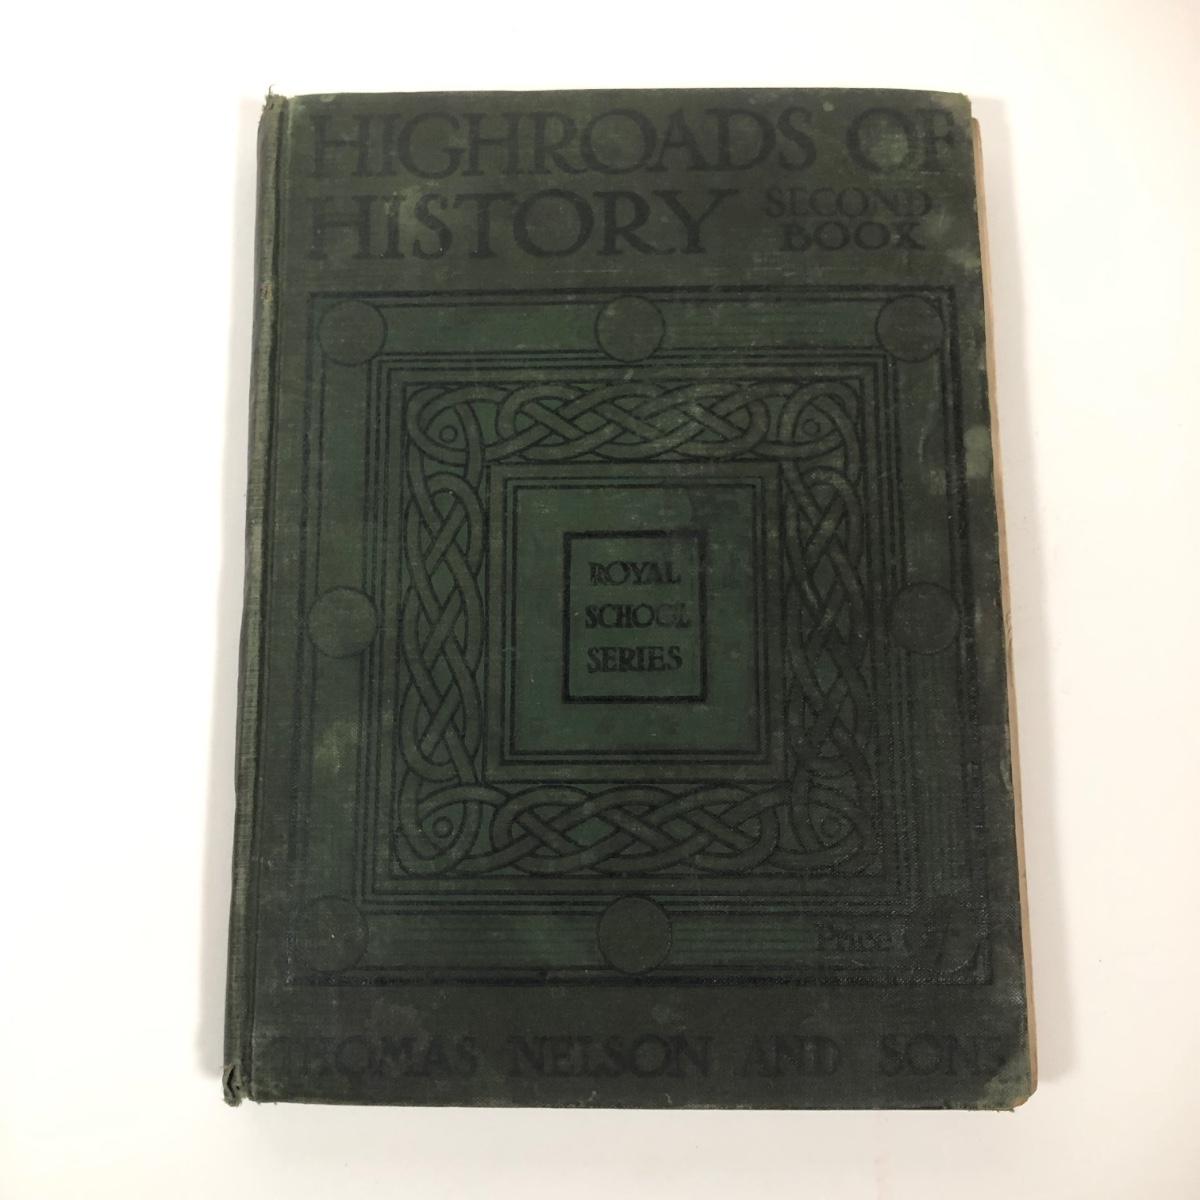 HIGHROADS OF
HISTORY SECOND
BOOK
ROYAL
SCHOOL
SERIES
Price
THOMAS NELSON AND SONS